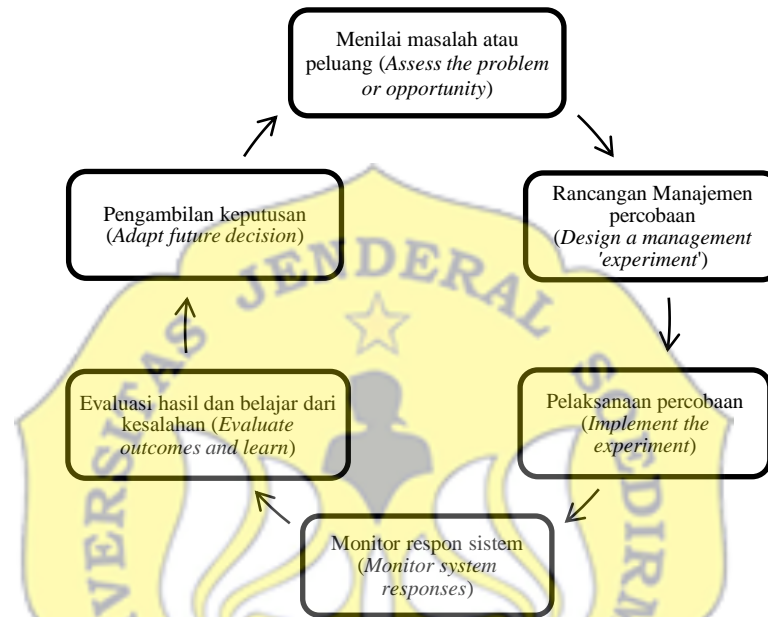 Menilai masalah atau
peluang (Assess the problem
or opportunity)
Rancangan Manajemen
percobaan
(Design a management
'experiment')
Pelaksanaan percobaan
(Implement the
experiment)
Monitor respon sistem
(Monitor system
responses)
Evaluasi hasil dan belajar dari
kesalahan (Evaluate
outcomes and learn)
Pengambilan keputusan
(Adapt future decision)
JENDERAL